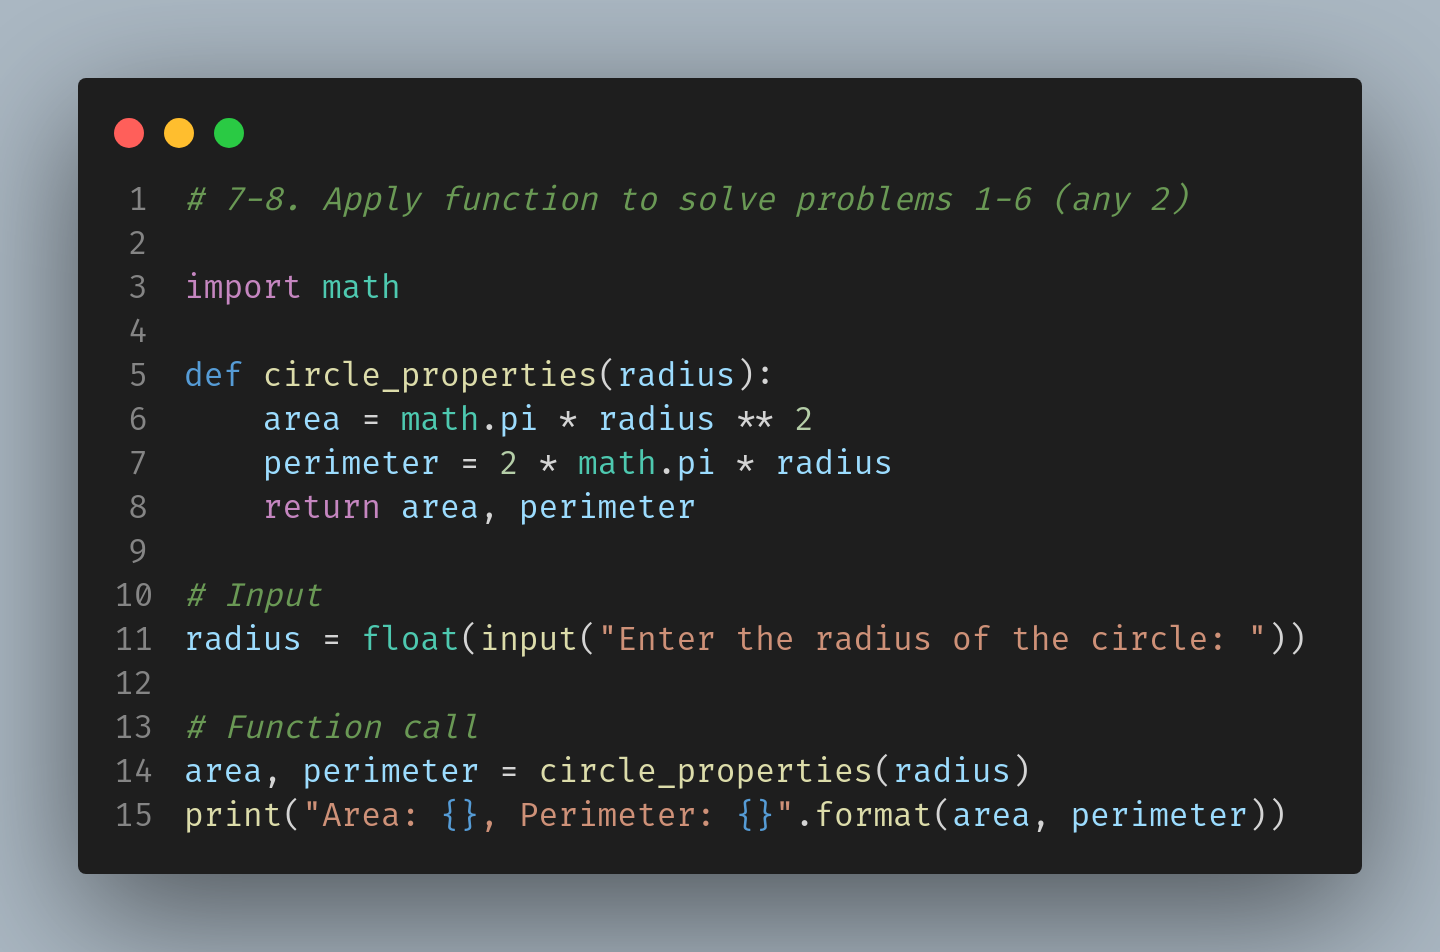 1 # 7-8. Apply function to solve problems 1-6 (any 2)
2
3 import math
4
5 def circle_properties(radius):
6     area = math.pi * radius ** 2
7     perimeter = 2 * math.pi * radius
8     return area, perimeter
9
10 # Input
11 radius = float(input("Enter the radius of the circle: "))
12
13 # Function call
14 area, perimeter = circle_properties(radius)
15 print("Area: {}, Perimeter: {}".format(area, perimeter))